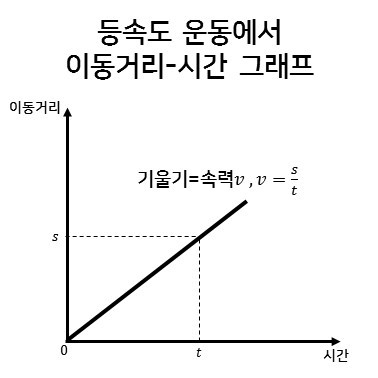 등속도 운동에서
이동거리-시간 그래프
이동거리
기울기=속력v , v = s/t
s
0
t
시간